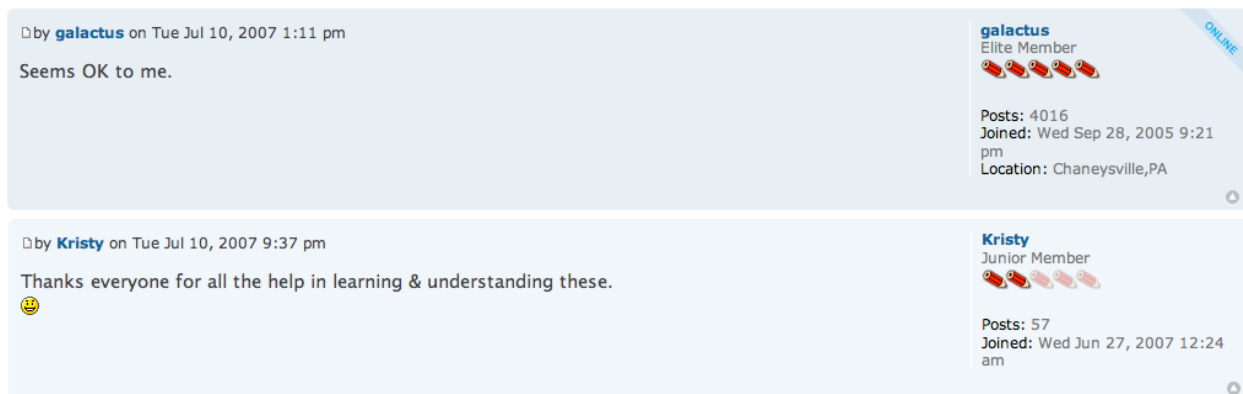 by galactus on Tue Jul 10, 2007 1:11 pm
Seems OK to me.
galactus
Elite Member
ONLINE
Posts: 4016
Joined: Wed Sep 28, 2005 9:21
pm
Location: Chaneysville,PA
by Kristy on Tue Jul 10, 2007 9:37 pm
Thanks everyone for all the help in learning & understanding these.
Kristy
Junior Member
Posts: 57
Joined: Wed Jun 27, 2007 12:24
am